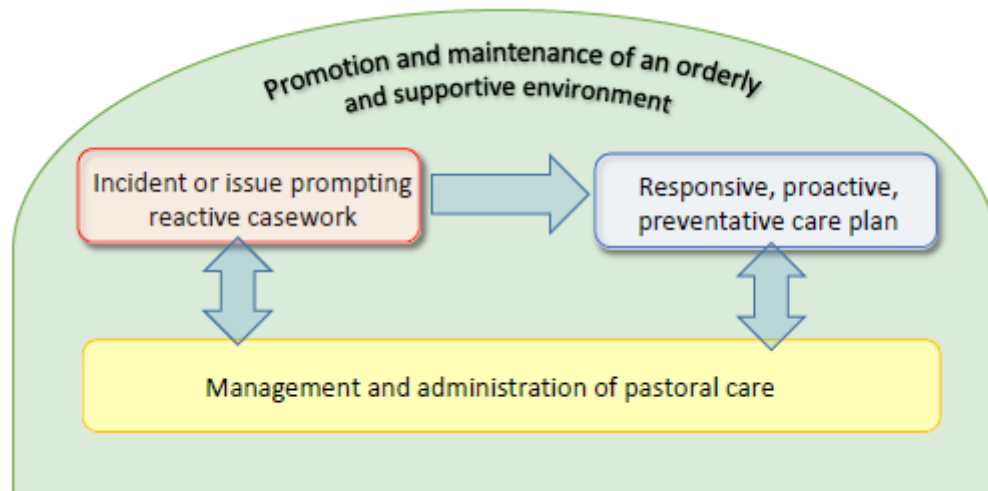 Promotion and maintenance of an orderly
and supportive environment
Incident or issue prompting
reactive casework
Responsive, proactive,
preventative care plan
Management and administration of pastoral care